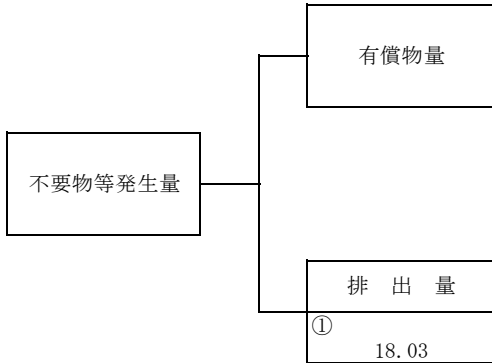 有償物量
不要物等発生量
排　出　量
①
18.03